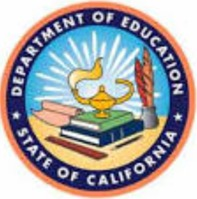 DEPARTMENT OF EDUCATION
STATE OF CALIFORNIA